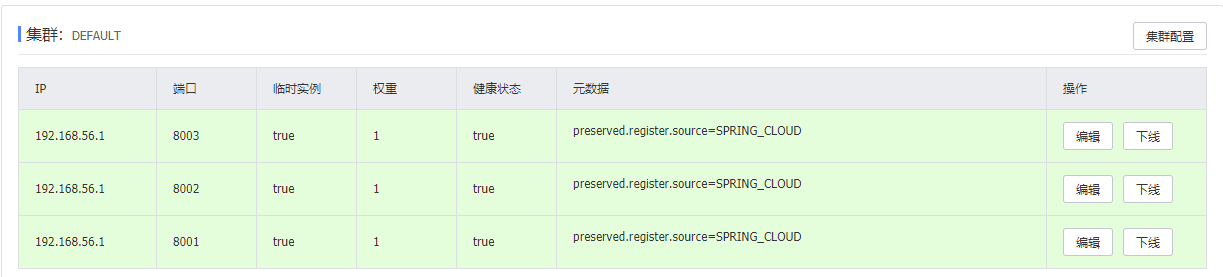 集群： DEFAULT
集群配置
IP 端口 临时实例 权重 健康状态 元数据 操作
192.168.56.1 8003 true 1 true preserved.register.source=SPRING_CLOUD 编辑 下线
192.168.56.1 8002 true 1 true preserved.register.source=SPRING_CLOUD 编辑 下线
192.168.56.1 8001 true 1 true preserved.register.source=SPRING_CLOUD 编辑 下线